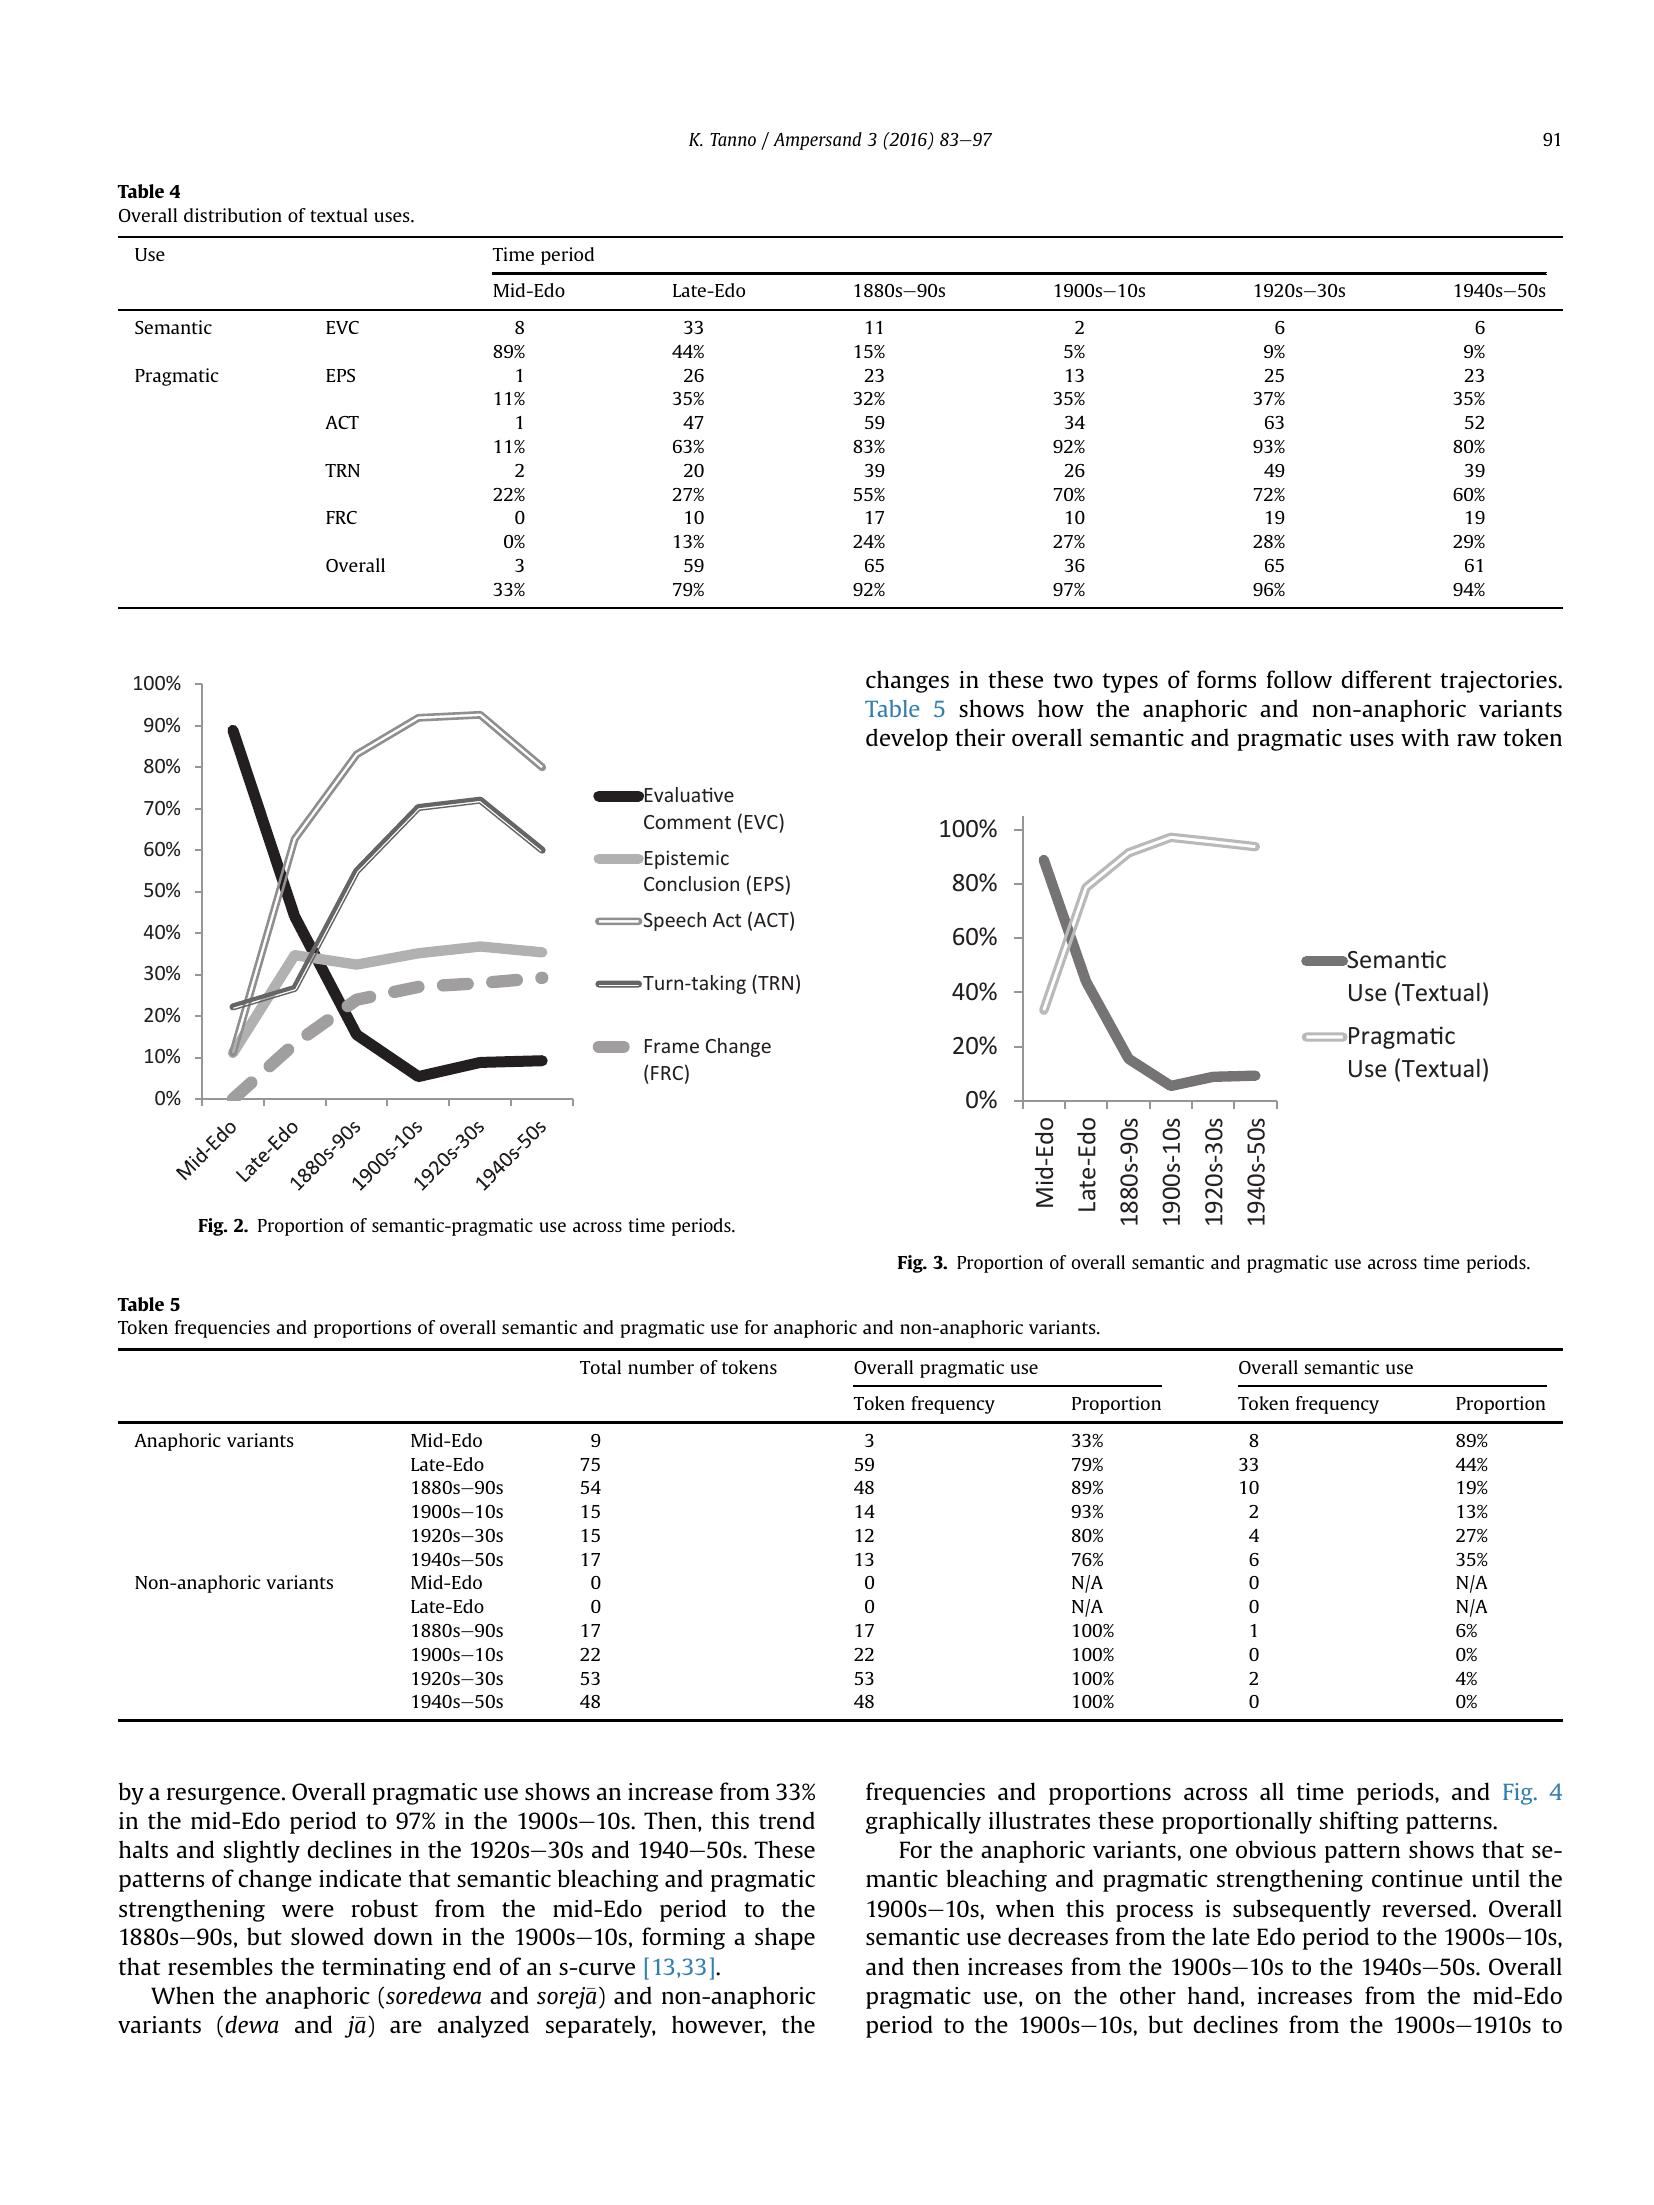 K. Tanno / Ampersand 3 (2016) 83–97 91
Table 4
Overall distribution of textual uses.
Use Time period
Mid-Edo Late-Edo 1880s–90s 1900s–10s 1920s–30s 1940s–50s
Semantic EVC 8 33 11 2 6 6
89% 44% 15% 5% 9% 9%
Pragmatic EPS 1 26 23 13 25 23
11% 35% 32% 35% 37% 35%
ACT 1 47 59 34 63 52
11% 63% 83% 92% 93% 80%
TRN 2 20 39 26 49 39
22% 27% 55% 70% 72% 60%
FRC 0 10 17 10 19 19
0% 13% 24% 27% 28% 29%
Overall 3 59 65 36 65 61
33% 79% 92% 97% 96% 94%
100%
90%
80%
70%
60%
50%
40%
30%
20%
10%
0%
Mid-Edo
Late-Edo
1880s-90s
1900s-10s
1920s-30s
1940s-50s
Evaluative
Comment (EVC)
Epistemic
Conclusion (EPS)
Speech Act (ACT)
Turn-taking (TRN)
Frame Change
(FRC)
Fig. 2. Proportion of semantic-pragmatic use across time periods.
changes in these two types of forms follow different trajectories.
Table 5 shows how the anaphoric and non-anaphoric variants
develop their overall semantic and pragmatic uses with raw token
100%
80%
60%
40%
20%
0%
Mid-Edo
Late-Edo
1880s-90s
1900s-10s
1920s-30s
1940s-50s
Semantic
Use (Textual)
Pragmatic
Use (Textual)
Fig. 3. Proportion of overall semantic and pragmatic use across time periods.
Table 5
Token frequencies and proportions of overall semantic and pragmatic use for anaphoric and non-anaphoric variants.
Total number of tokens Overall pragmatic use Overall semantic use
Token frequency Proportion Token frequency Proportion
Anaphoric variants Mid-Edo 9 3 33% 8 89%
Late-Edo 75 59 79% 33 44%
1880s–90s 54 48 89% 10 19%
1900s–10s 15 14 93% 2 13%
1920s–30s 15 12 80% 4 27%
1940s–50s 17 13 76% 6 35%
Non-anaphoric variants Mid-Edo 0 0 N/A 0 N/A
Late-Edo 0 0 N/A 0 N/A
1880s–90s 17 17 100% 1 6%
1900s–10s 22 22 100% 0 0%
1920s–30s 53 53 100% 2 4%
1940s–50s 48 48 100% 0 0%
by a resurgence. Overall pragmatic use shows an increase from 33%
in the mid-Edo period to 97% in the 1900s–10s. Then, this trend
halts and slightly declines in the 1920s–30s and 1940–50s. These
patterns of change indicate that semantic bleaching and pragmatic
strengthening were robust from the mid-Edo period to the
1880s–90s, but slowed down in the 1900s–10s, forming a shape
that resembles the terminating end of an s-curve [13,33].
When the anaphoric (soredewa and sorejā) and non-anaphoric
variants (dewa and jā) are analyzed separately, however, the
frequencies and proportions across all time periods, and Fig. 4
graphically illustrates these proportionally shifting patterns.
For the anaphoric variants, one obvious pattern shows that se-
mantic bleaching and pragmatic strengthening continue until the
1900s–10s, when this process is subsequently reversed. Overall
semantic use decreases from the late Edo period to the 1900s–10s,
and then increases from the 1900s–10s to the 1940s–50s. Overall
pragmatic use, on the other hand, increases from the mid-Edo
period to the 1900s–10s, but declines from the 1900s–1910s to